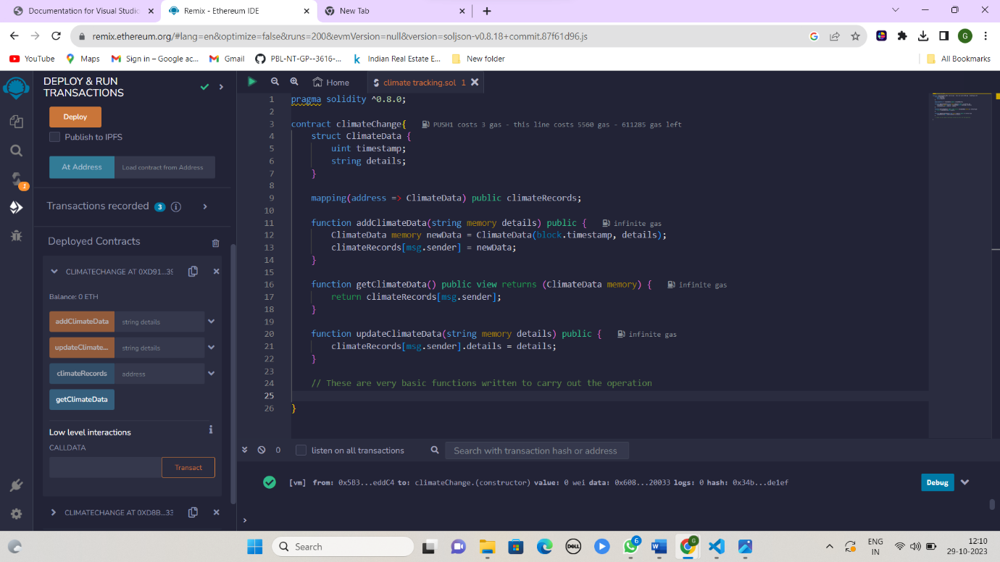 Documentation for Visual Studio
Remix - Ethereum IDE
New Tab
remix.ethereum.org/#lang=en&optimize=false&runs=200&evmVersion=null&version=soljson-v0.8.18+commit.87f61d96.js
G
YouTube
Maps
Sign in – Google ac...
Gmail
PBL-NT-GP--3616-...
Indian Real Estate E...
New folder
All Bookmarks
DEPLOY & RUN
TRANSACTIONS
Deploy
Publish to IPFS
At Address
Load contract from Address
Transactions recorded 3
Deployed Contracts
CLIMATECHANGE AT 0XD91...39
Balance: 0 ETH
addClimateData
string details
updateClimate...
string details
climateRecords
address
getClimateData
Low level interactions
CALLDATA
Transact
CLIMATECHANGE AT 0XD8B...33
1
Home
climate tracking.sol 1
1 pragma solidity ^0.8.0;
2
3 contract climateChange{ PUSH1 costs 3 gas - this line costs 5560 gas - 611285 gas left
4 struct ClimateData {
5 uint timestamp;
6 string details;
7 }
8
9 mapping(address => ClimateData) public climateRecords;
10
11 function addClimateData(string memory details) public { infinite gas
12 ClimateData memory newData = ClimateData(block.timestamp, details);
13 climateRecords[msg.sender] = newData;
14 }
15
16 function getClimateData() public view returns (ClimateData memory) { infinite gas
17 return climateRecords[msg.sender];
18 }
19
20 function updateClimateData(string memory details) public { infinite gas
21 climateRecords[msg.sender].details = details;
22 }
23
24 // These are very basic functions written to carry out the operation
25
26 }
0
listen on all transactions
Search with transaction hash or address
[vm] from: 0x5B3...eddC4 to: climateChange.(constructor) value: 0 wei data: 0x608...20033 logs: 0 hash: 0x34b...de1ef
Debug
>
Search
DELL
6
G
ENG
IN
12:10
29-10-2023